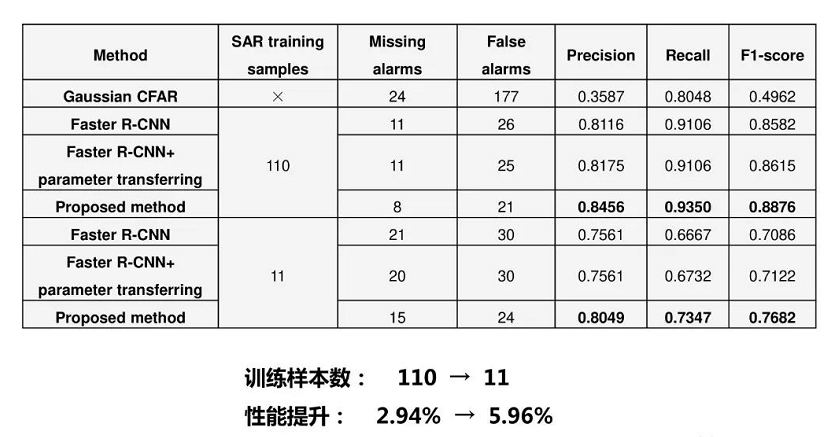 Method SAR training samples Missing alarms False alarms Precision Recall F1-score
Gaussian CFAR × 24 177 0.3587 0.8048 0.4962
Faster R-CNN 110 11 26 0.8116 0.9106 0.8582
Faster R-CNN+ parameter transferring 11 25 0.8175 0.9106 0.8615
Proposed method 8 21 0.8456 0.9350 0.8876
Faster R-CNN 11 21 30 0.7561 0.6667 0.7086
Faster R-CNN+ parameter transferring 20 30 0.7561 0.6732 0.7122
Proposed method 15 24 0.8049 0.7347 0.7682
训练样本数： 110 → 11
性能提升： 2.94% → 5.96%